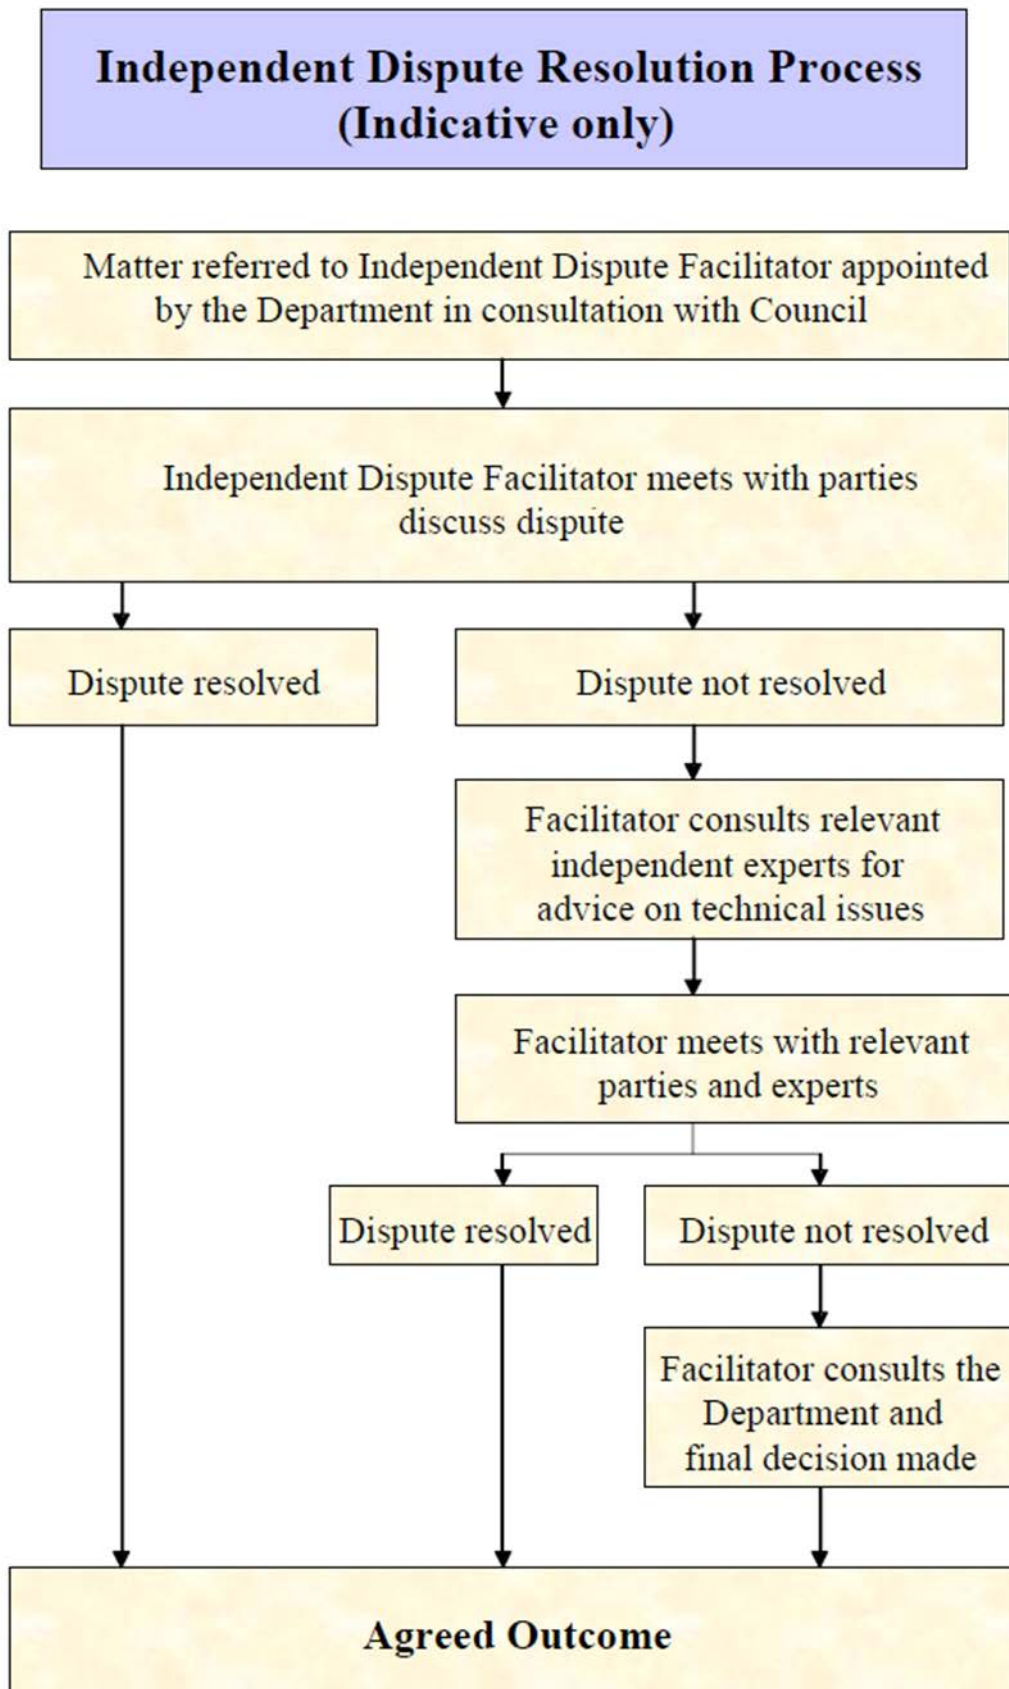 Independent Dispute Resolution Process
(Indicative only)
Matter referred to Independent Dispute Facilitator appointed
by the Department in consultation with Council
Independent Dispute Facilitator meets with parties
discuss dispute
Dispute resolved
Dispute not resolved
Facilitator consults relevant
independent experts for
advice on technical issues
Facilitator meets with relevant
parties and experts
Dispute resolved
Dispute not resolved
Facilitator consults the
Department and
final decision made
Agreed Outcome